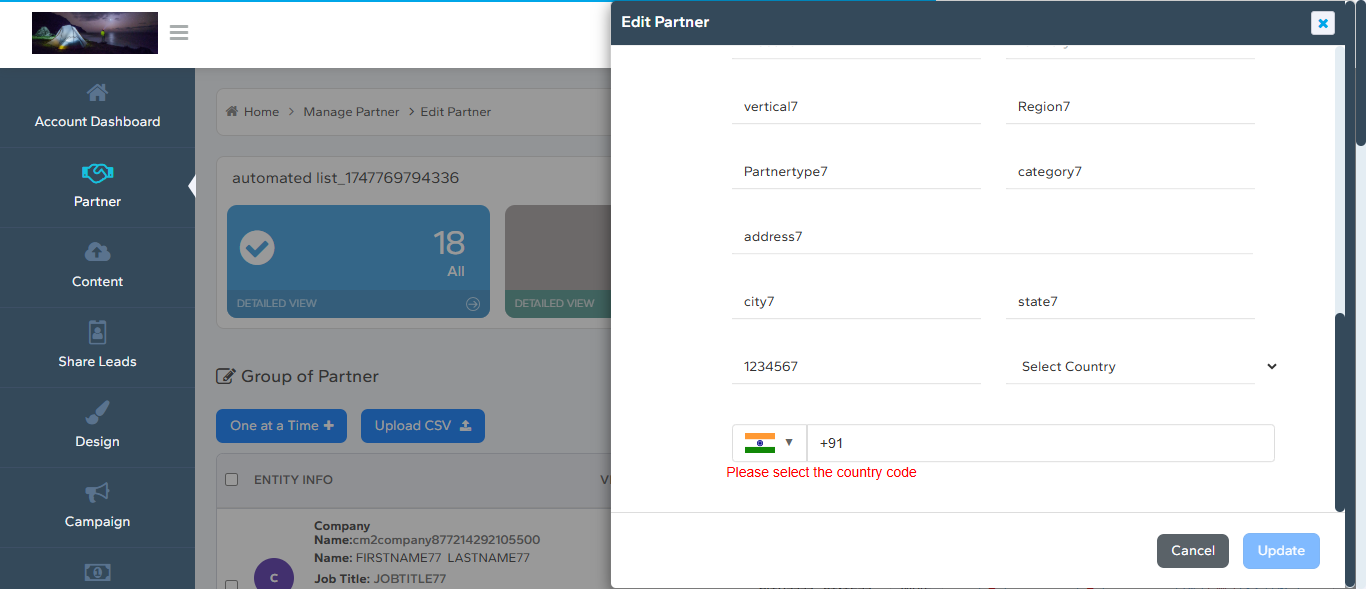 Edit Partner
Account Dashboard
Partner
Content
Share Leads
Design
Campaign
Home > Manage Partner > Edit Partner
automated list_1747769794336
18
All
DETAILED VIEW
DETAILED VIEW
Group of Partner
One at a Time
Upload CSV
ENTITY INFO
Company
Name:cm2company877214292105500
Name: FIRSTNAME77 LASTNAME77
Job Title: JOBTITLE77
C
vertical7
Region7
Partnertype7
category7
address7
city7
state7
1234567
Select Country
+91
Please select the country code
Cancel
Update